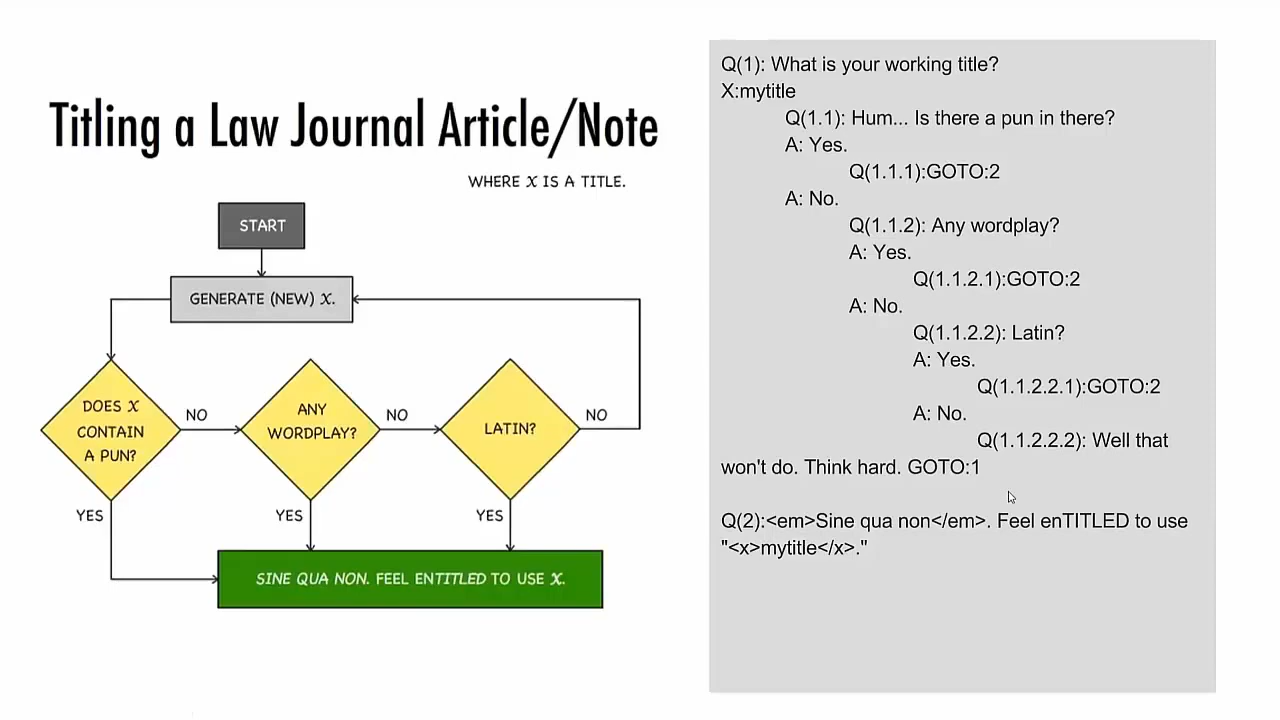 Titling a Law Journal Article/Note
WHERE X IS A TITLE.
START
GENERATE (NEW) X.
DOES X
CONTAIN
A PUN?
NO
ANY
WORDPLAY?
NO
LATIN?
NO
YES
YES
YES
SINE QUA NON. FEEL ENTITLED TO USE X.
Q(1): What is your working title?
X:mytitle
Q(1.1): Hum... Is there a pun in there?
A: Yes.
Q(1.1.1):GOTO:2
A: No.
Q(1.1.2): Any wordplay?
A: Yes.
Q(1.1.2.1):GOTO:2
A: No.
Q(1.1.2.2): Latin?
A: Yes.
Q(1.1.2.2.1):GOTO:2
A: No.
Q(1.1.2.2.2): Well that
won't do. Think hard. GOTO:1
Q(2):<em>Sine qua non</em>. Feel enTITLED to use
"<x>mytitle</x>."